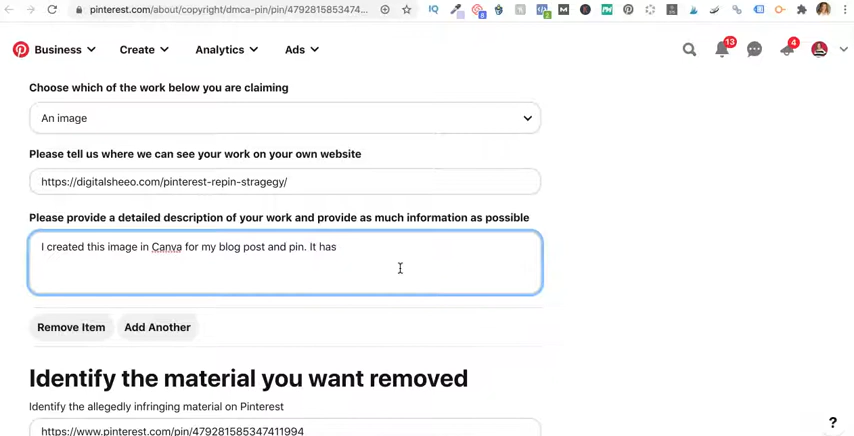 pinterest.com/about/copyright/dmca-pin/pin/4792815853474...
Business Create Analytics Ads 13 4
Choose which of the work below you are claiming
An image
Please tell us where we can see your work on your own website
https://digitalsheeo.com/pinterest-repin-stragegy/
Please provide a detailed description of your work and provide as much information as possible
I created this image in Canva for my blog post and pin. It has
Remove Item Add Another
Identify the material you want removed
Identify the allegedly infringing material on Pinterest
https://www.pinterest.com/pin/479281585347411994
?